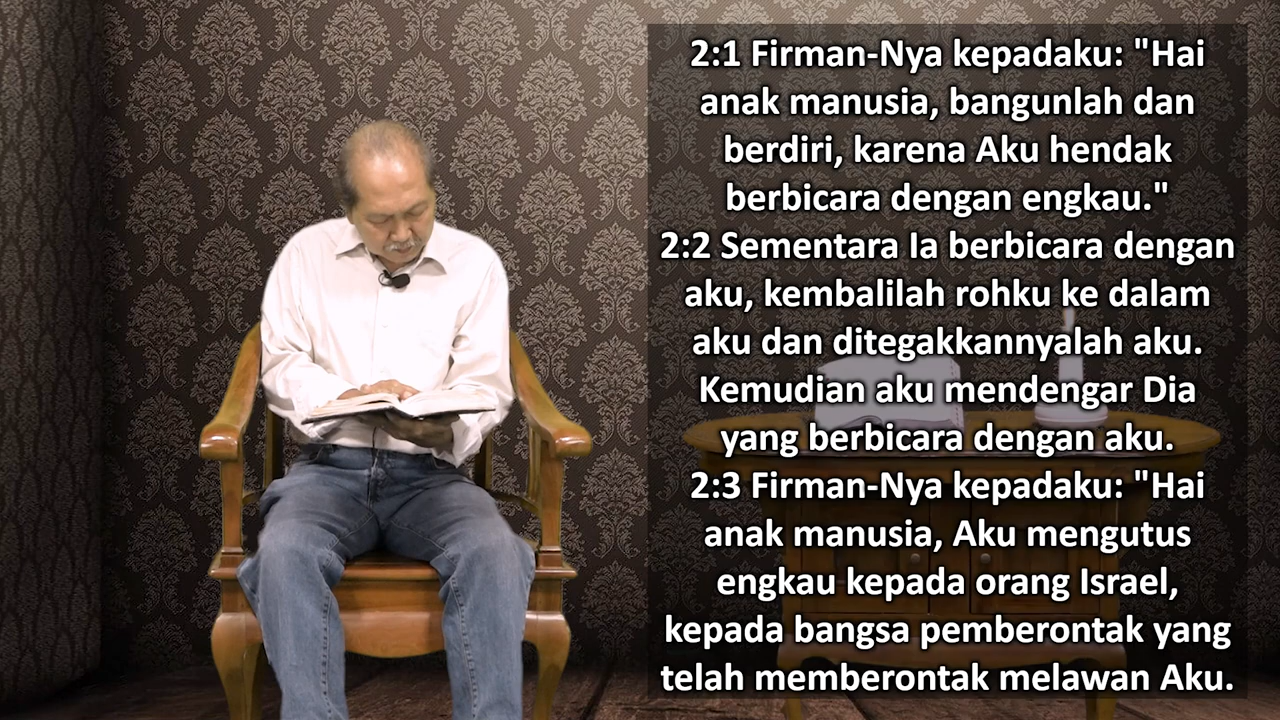 2:1 Firman-Nya kepadaku: "Hai
anak manusia, bangunlah dan
berdiri, karena Aku hendak
berbicara dengan engkau."
2:2 Sementara Ia berbicara dengan
aku, kembalilah rohku ke dalam
aku dan ditegakkannyalah aku.
Kemudian aku mendengar Dia
yang berbicara dengan aku.
2:3 Firman-Nya kepadaku: "Hai
anak manusia, Aku mengutus
engkau kepada orang Israel,
kepada bangsa pemberontak yang
telah memberontak melawan Aku.